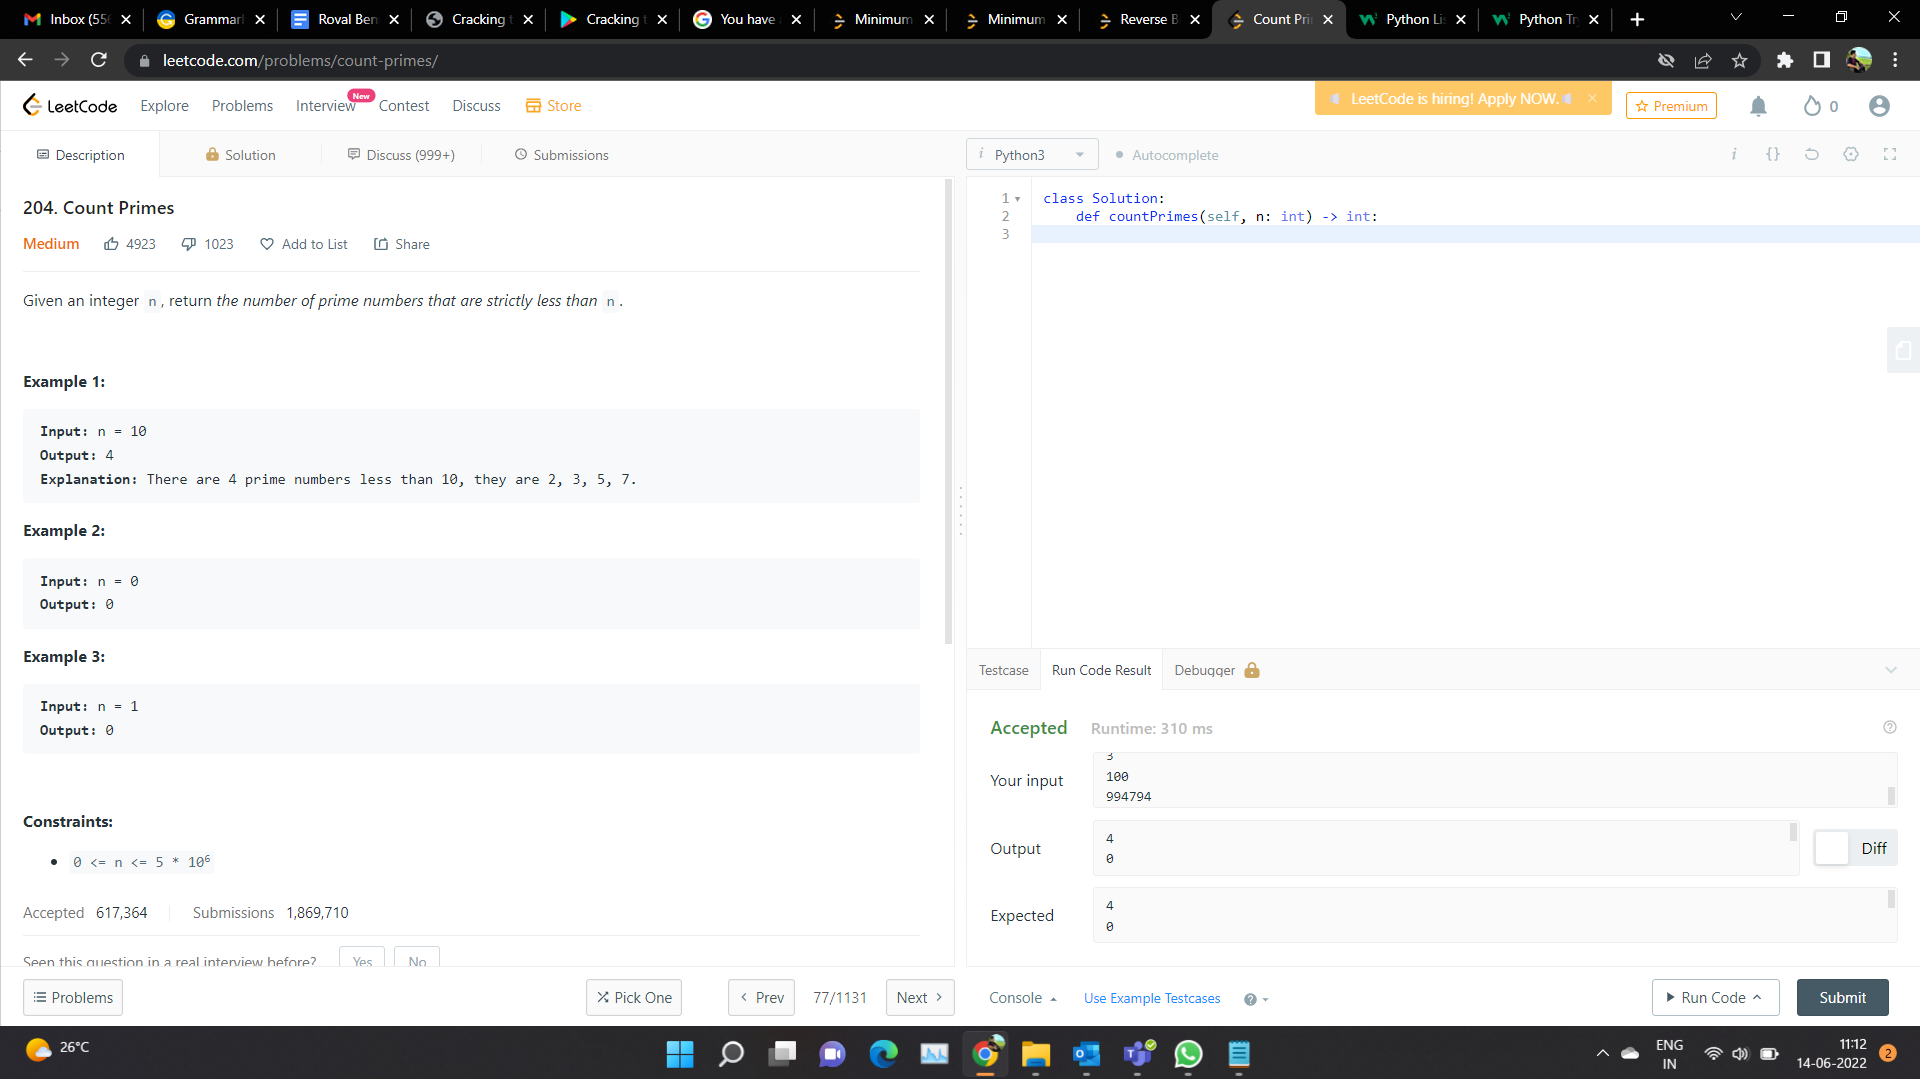 Inbox (55
Grammar
Roval Ben
Cracking t
Cracking t
You have
Minimum
Minimum
Reverse B
Count Pri
Python Li
Python Tr
leetcode.com/problems/count-primes/
LeetCode
Explore
Problems
Interview
New
Contest
Discuss
Store
LeetCode is hiring! Apply NOW.
Premium
0
Description
Solution
Discuss (999+)
Submissions
Python3
Autocomplete
204. Count Primes
Medium
4923
1023
Add to List
Share
Given an integer n, return the number of prime numbers that are strictly less than n.
Example 1:
Input: n = 10
Output: 4
Explanation: There are 4 prime numbers less than 10, they are 2, 3, 5, 7.
Example 2:
Input: n = 0
Output: 0
Example 3:
Input: n = 1
Output: 0
Constraints:
• 0 <= n <= 5 * 10⁶
Accepted 617,364 Submissions 1,869,710
Seen this question in a real interview before? Yes No
Problems
Pick One
< Prev
77/1131
Next >
1 class Solution:
2 def countPrimes(self, n: int) -> int:
3
Testcase
Run Code Result
Debugger
Accepted Runtime: 310 ms
Your input
3
100
994794
Output
4
0
Diff
Expected
4
0
Console
Use Example Testcases
Run Code
Submit
26°C
ENG
IN
11:12
14-06-2022
2